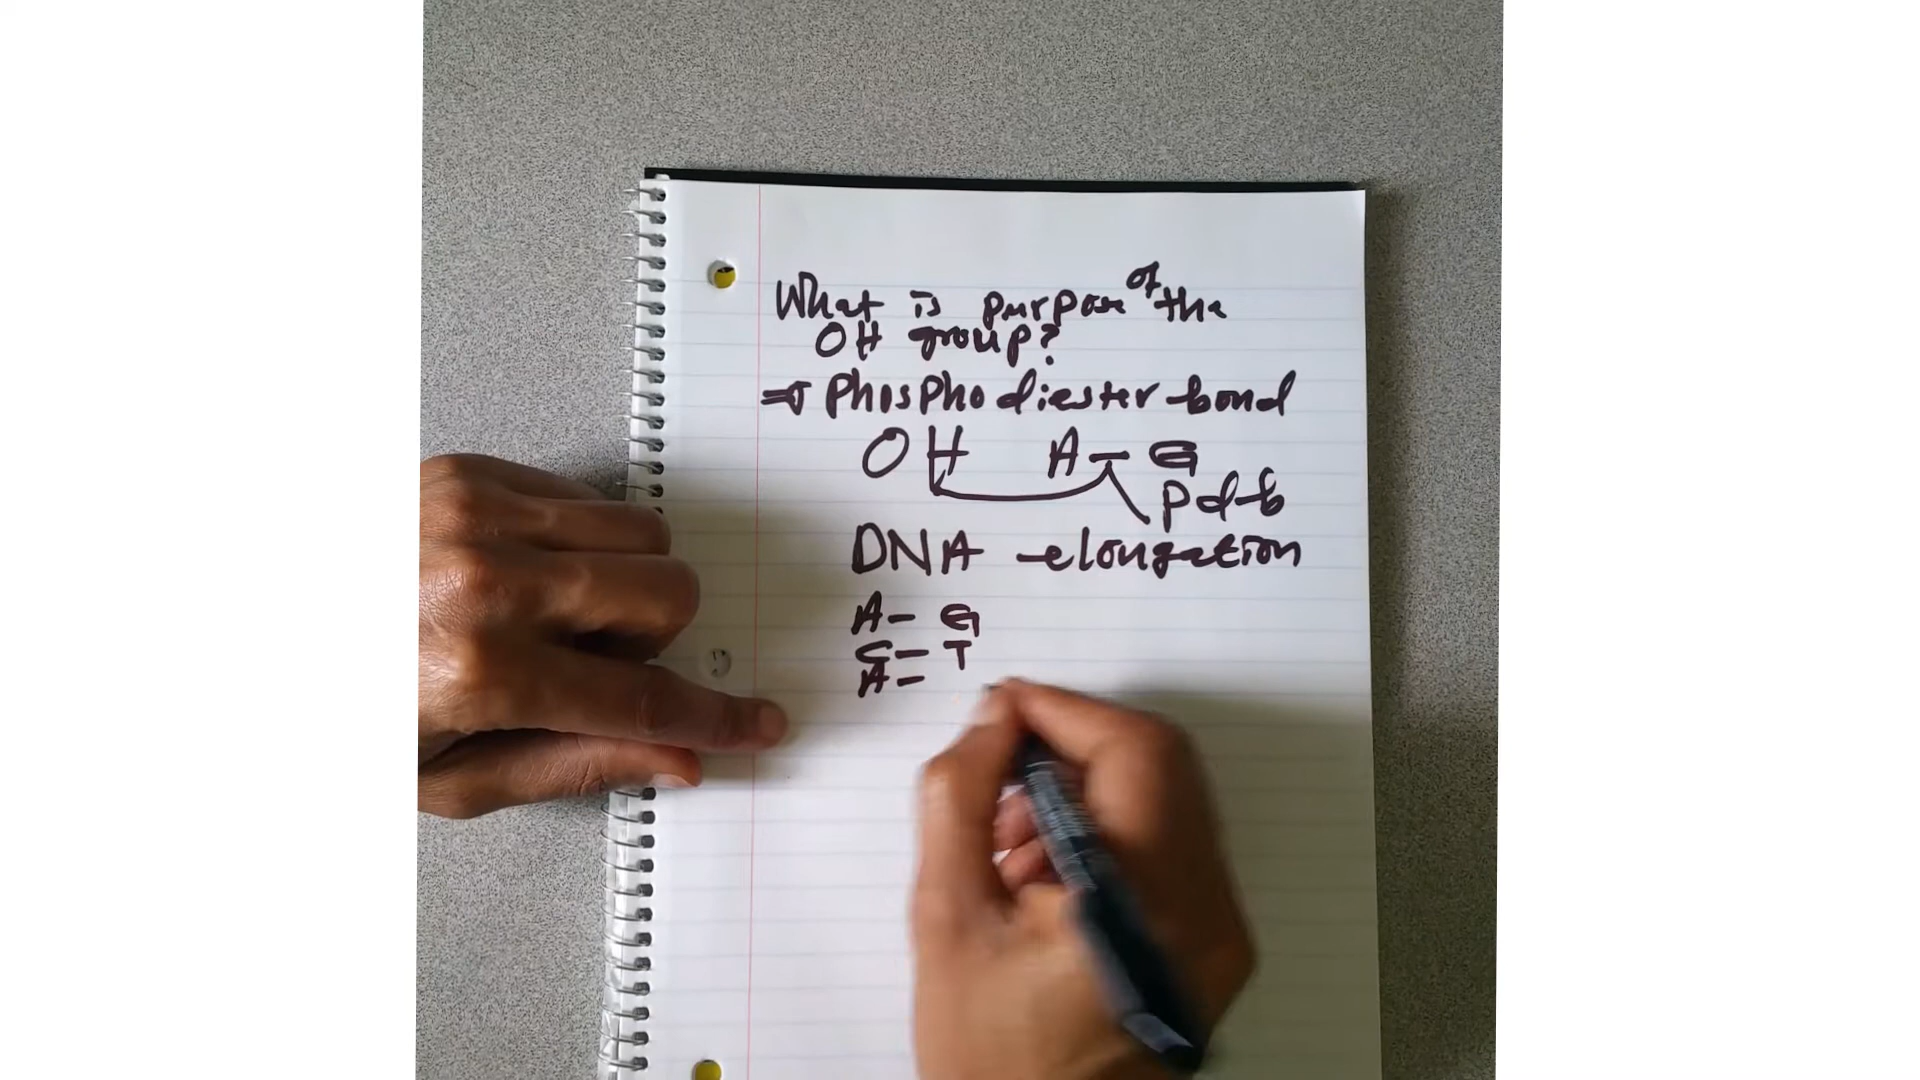 What is purpose of the
OH group?
⇒ Phosphodiester bond
OH A - G
Pd-b
DNA elongation
A - G
C - T
A -